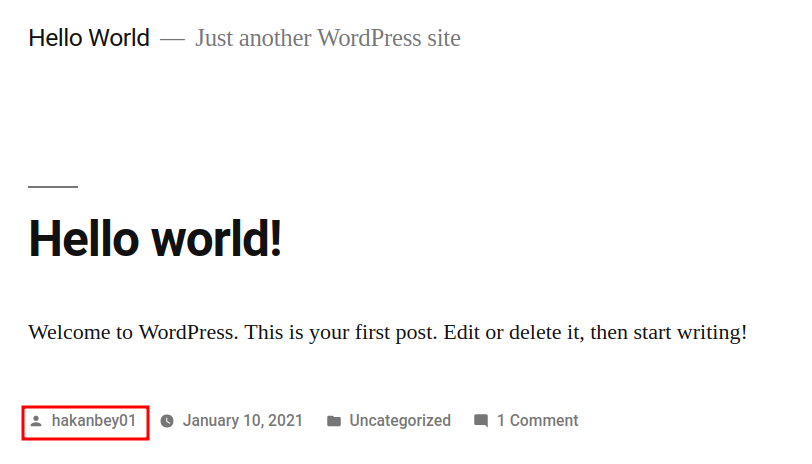 Hello World — Just another WordPress site
Hello world!
Welcome to WordPress. This is your first post. Edit or delete it, then start writing!
hakanbey01 January 10, 2021 Uncategorized 1 Comment